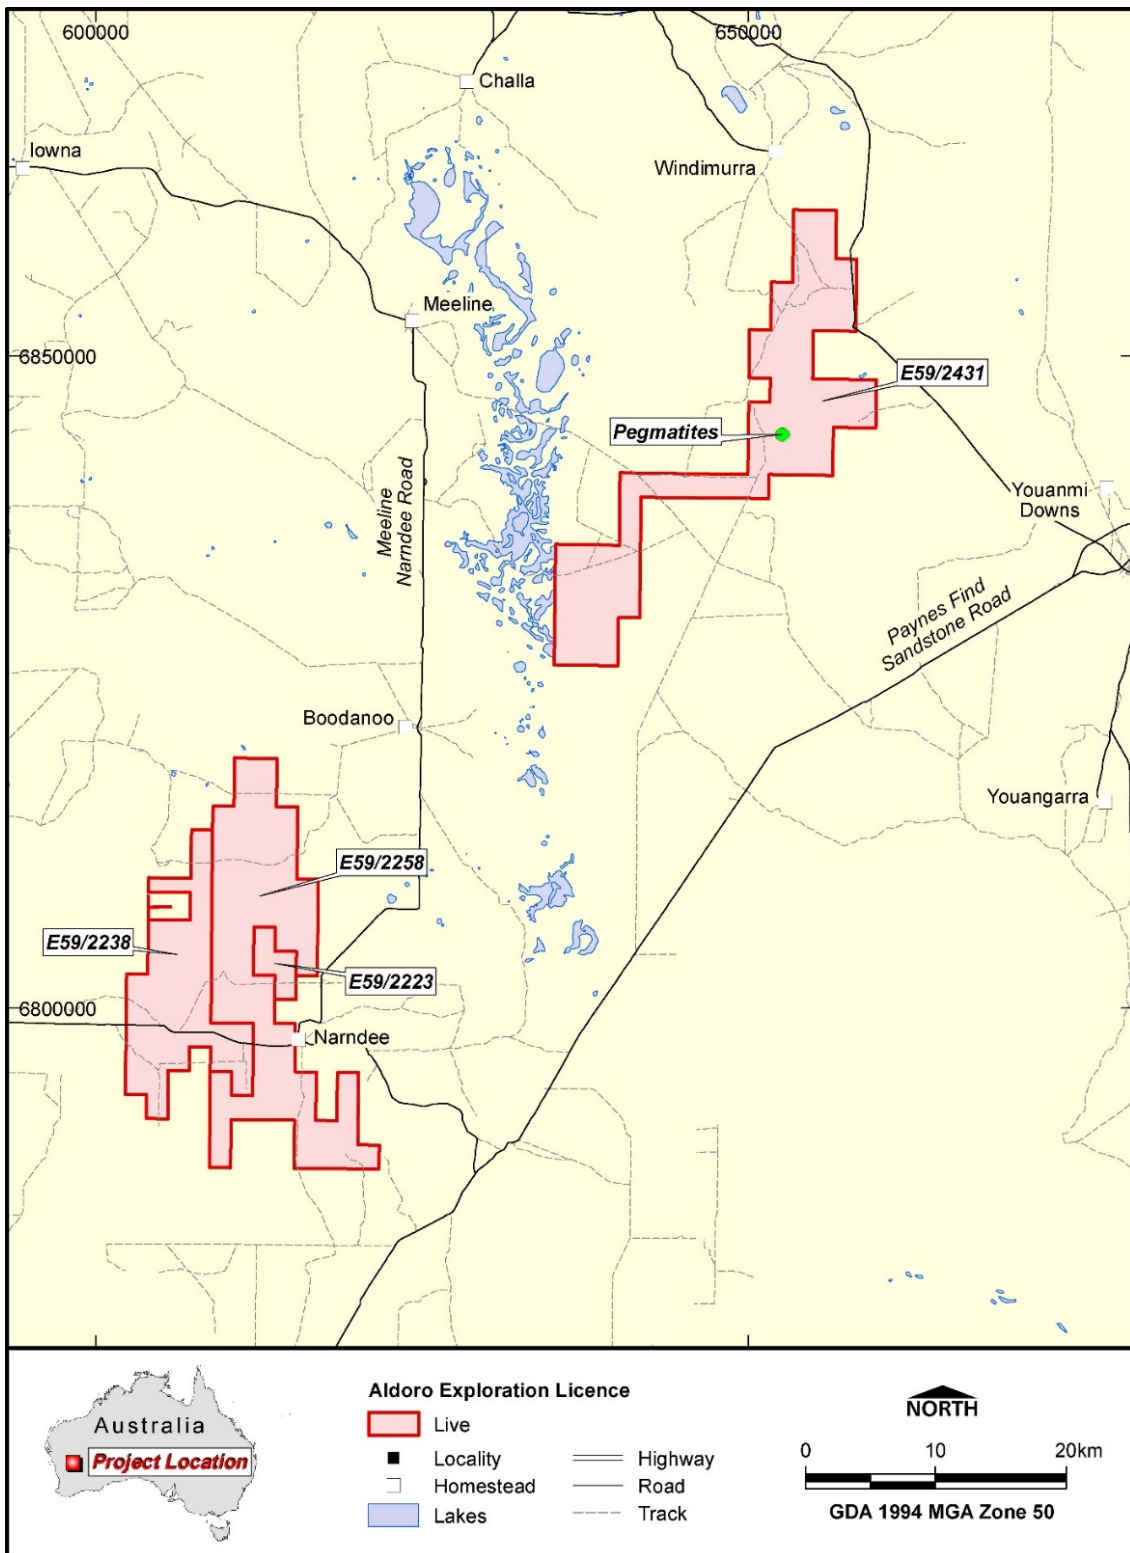 600000
650000
Challa
Iowna
Windimurra
Meeline
6850000
E59/2431
Pegmatites
Meeline
Narndee Road
Youanmi
Downs
Paynes Find
Sandstone Road
Boodanoo
Youangarra
E59/2258
E59/2238
E59/2223
6800000
Narndee
Australia
Project Location
Aldoro Exploration Licence
Live
Locality
Homestead
Lakes
Highway
Road
Track
NORTH
0 10 20km
GDA 1994 MGA Zone 50